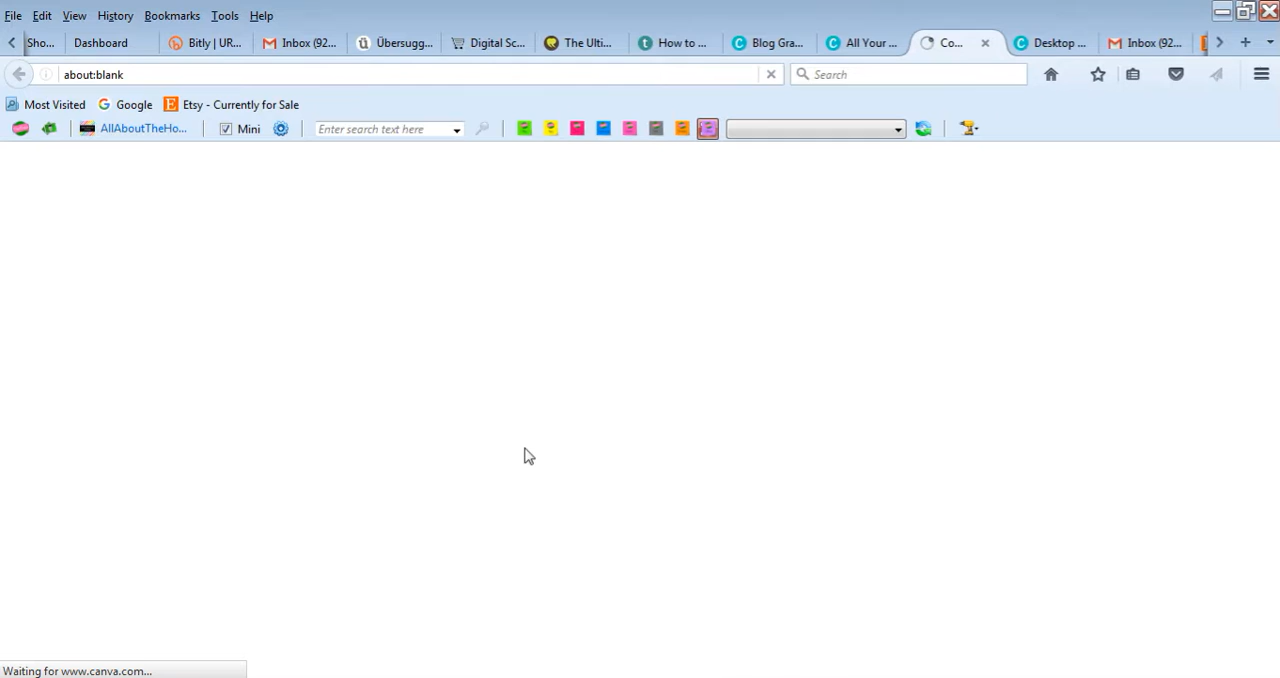 File Edit View History Bookmarks Tools Help
Sho... Dashboard Bitly | UR... Inbox (92... Übersugg... Digital Sc... The Ulti... How to ... Blog Gra... All Your ... Co... Desktop ... Inbox (92...
about:blank Search
Most Visited Google Etsy - Currently for Sale
AllAboutTheHo... Mini Enter search text here
Waiting for www.canva.com...